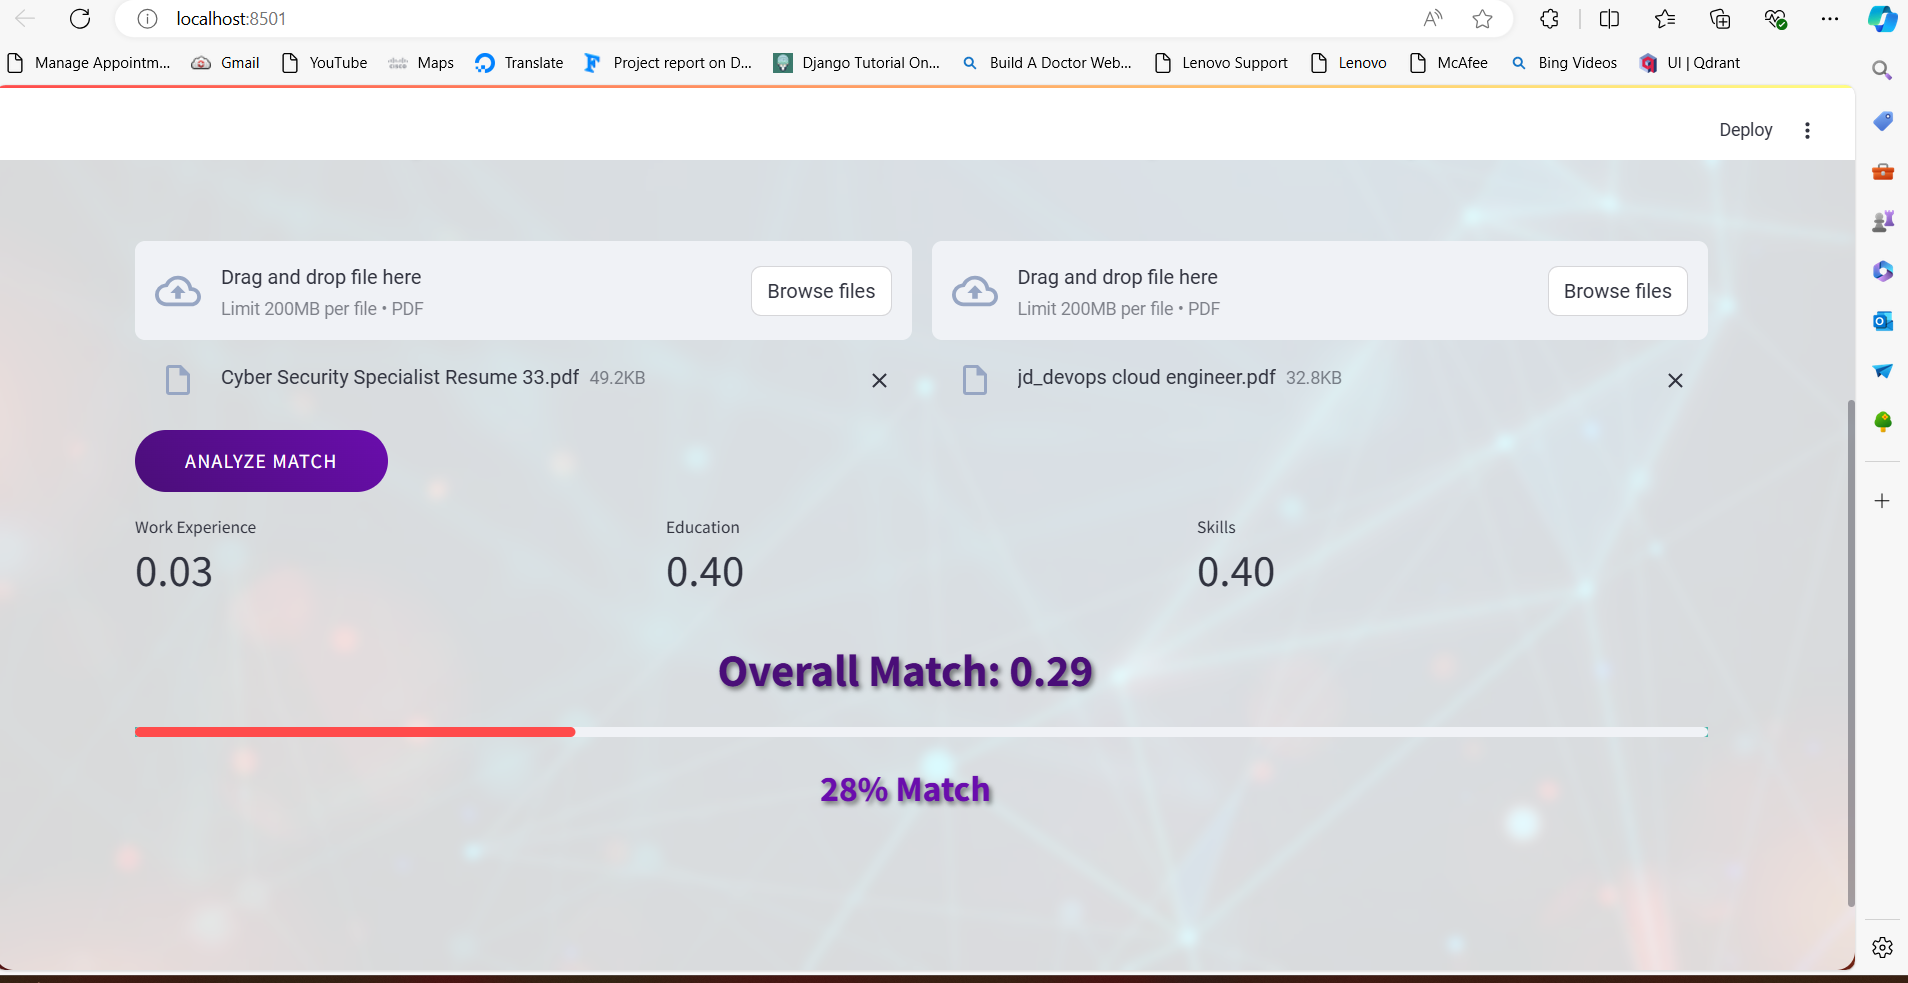 localhost:8501
Manage Appointm... Gmail YouTube Maps Translate Project report on D... Django Tutorial On... Build A Doctor Web... Lenovo Support Lenovo McAfee Bing Videos UI | Qdrant
Deploy
Drag and drop file here
Limit 200MB per file • PDF
Browse files
Drag and drop file here
Limit 200MB per file • PDF
Browse files
Cyber Security Specialist Resume 33.pdf 49.2KB
jd_devops cloud engineer.pdf 32.8KB
ANALYZE MATCH
Work Experience
0.03
Education
0.40
Skills
0.40
Overall Match: 0.29
28% Match